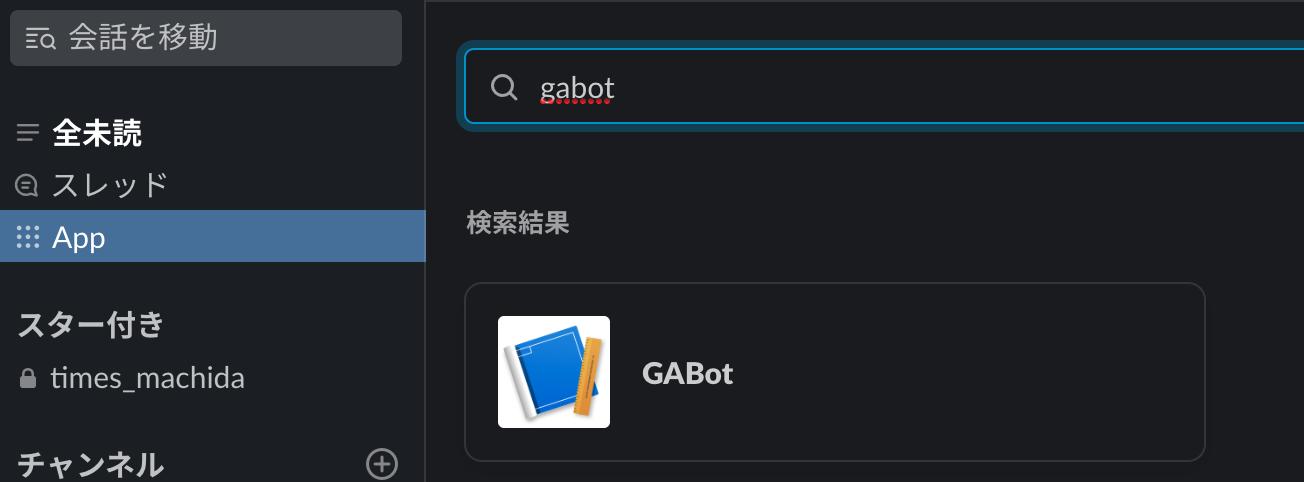 会話を移動
全未読
スレッド
App
スター付き
times_machida
チャンネル
gabot
検索結果
GABot